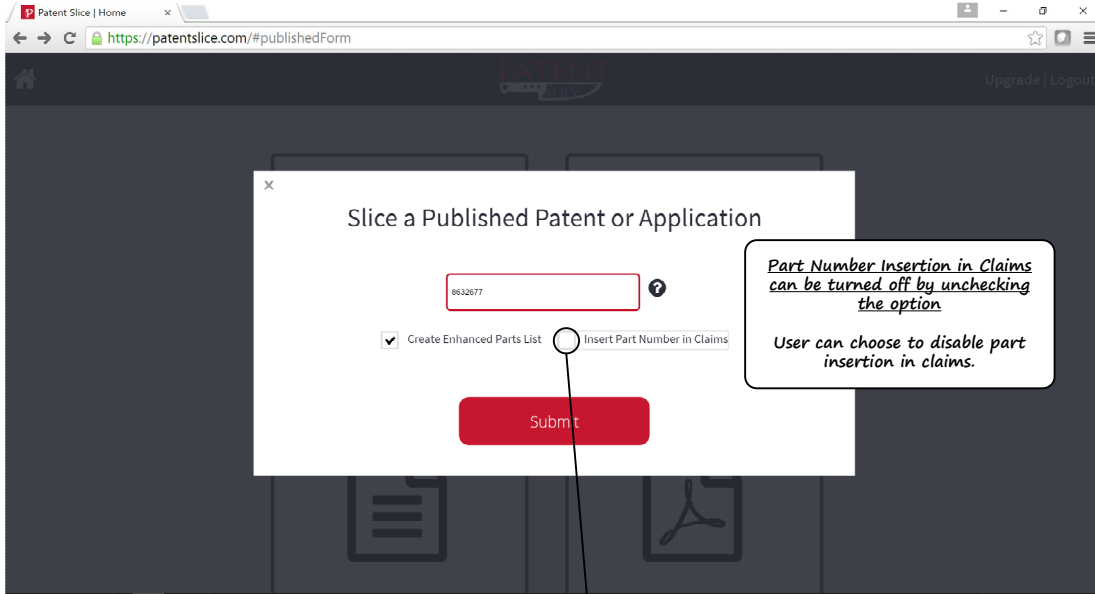 Patent Slice | Home
https://patentslice.com/#publishedForm
PATENT
SLICE
Upgrade | Logout
Slice a Published Patent or Application
8632677
Create Enhanced Parts List
Insert Part Number in Claims
Submit
Part Number Insertion in Claims
can be turned off by unchecking
the option
User can choose to disable part
insertion in claims.